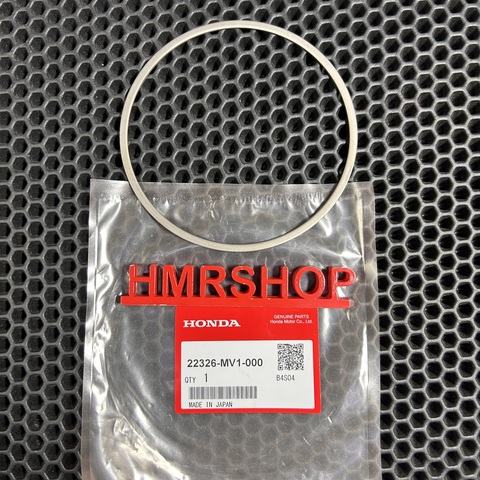 HMRSHOP
HONDA
GENUINE PARTS
Honda Motor Co., Ltd.
22326-MV1-000
QTY 1 B4S04
MADE IN JAPAN